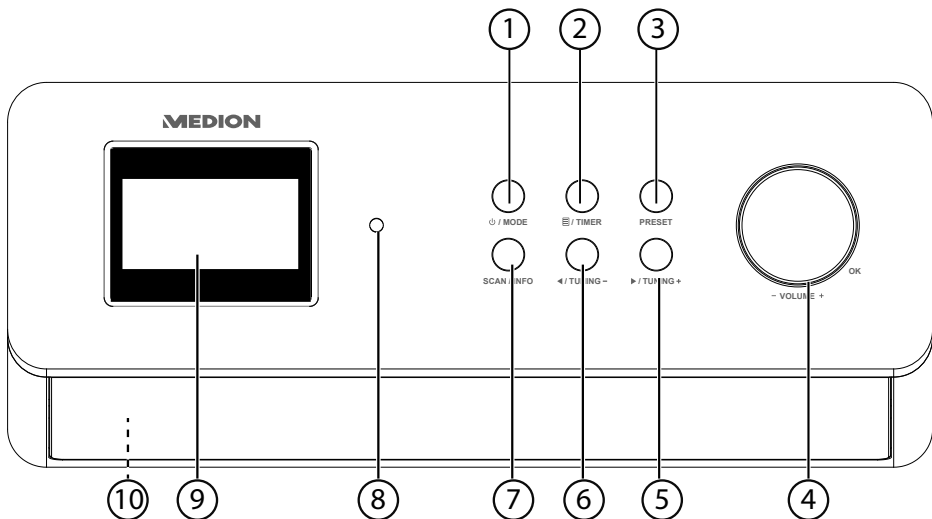 1 2 3
MEDION
⏻ / MODE ☰ / TIMER PRESET
SCAN / INFO ◀ / TUNING − ▶ / TUNING +
OK
− VOLUME +
10 9 8 7 6 5 4